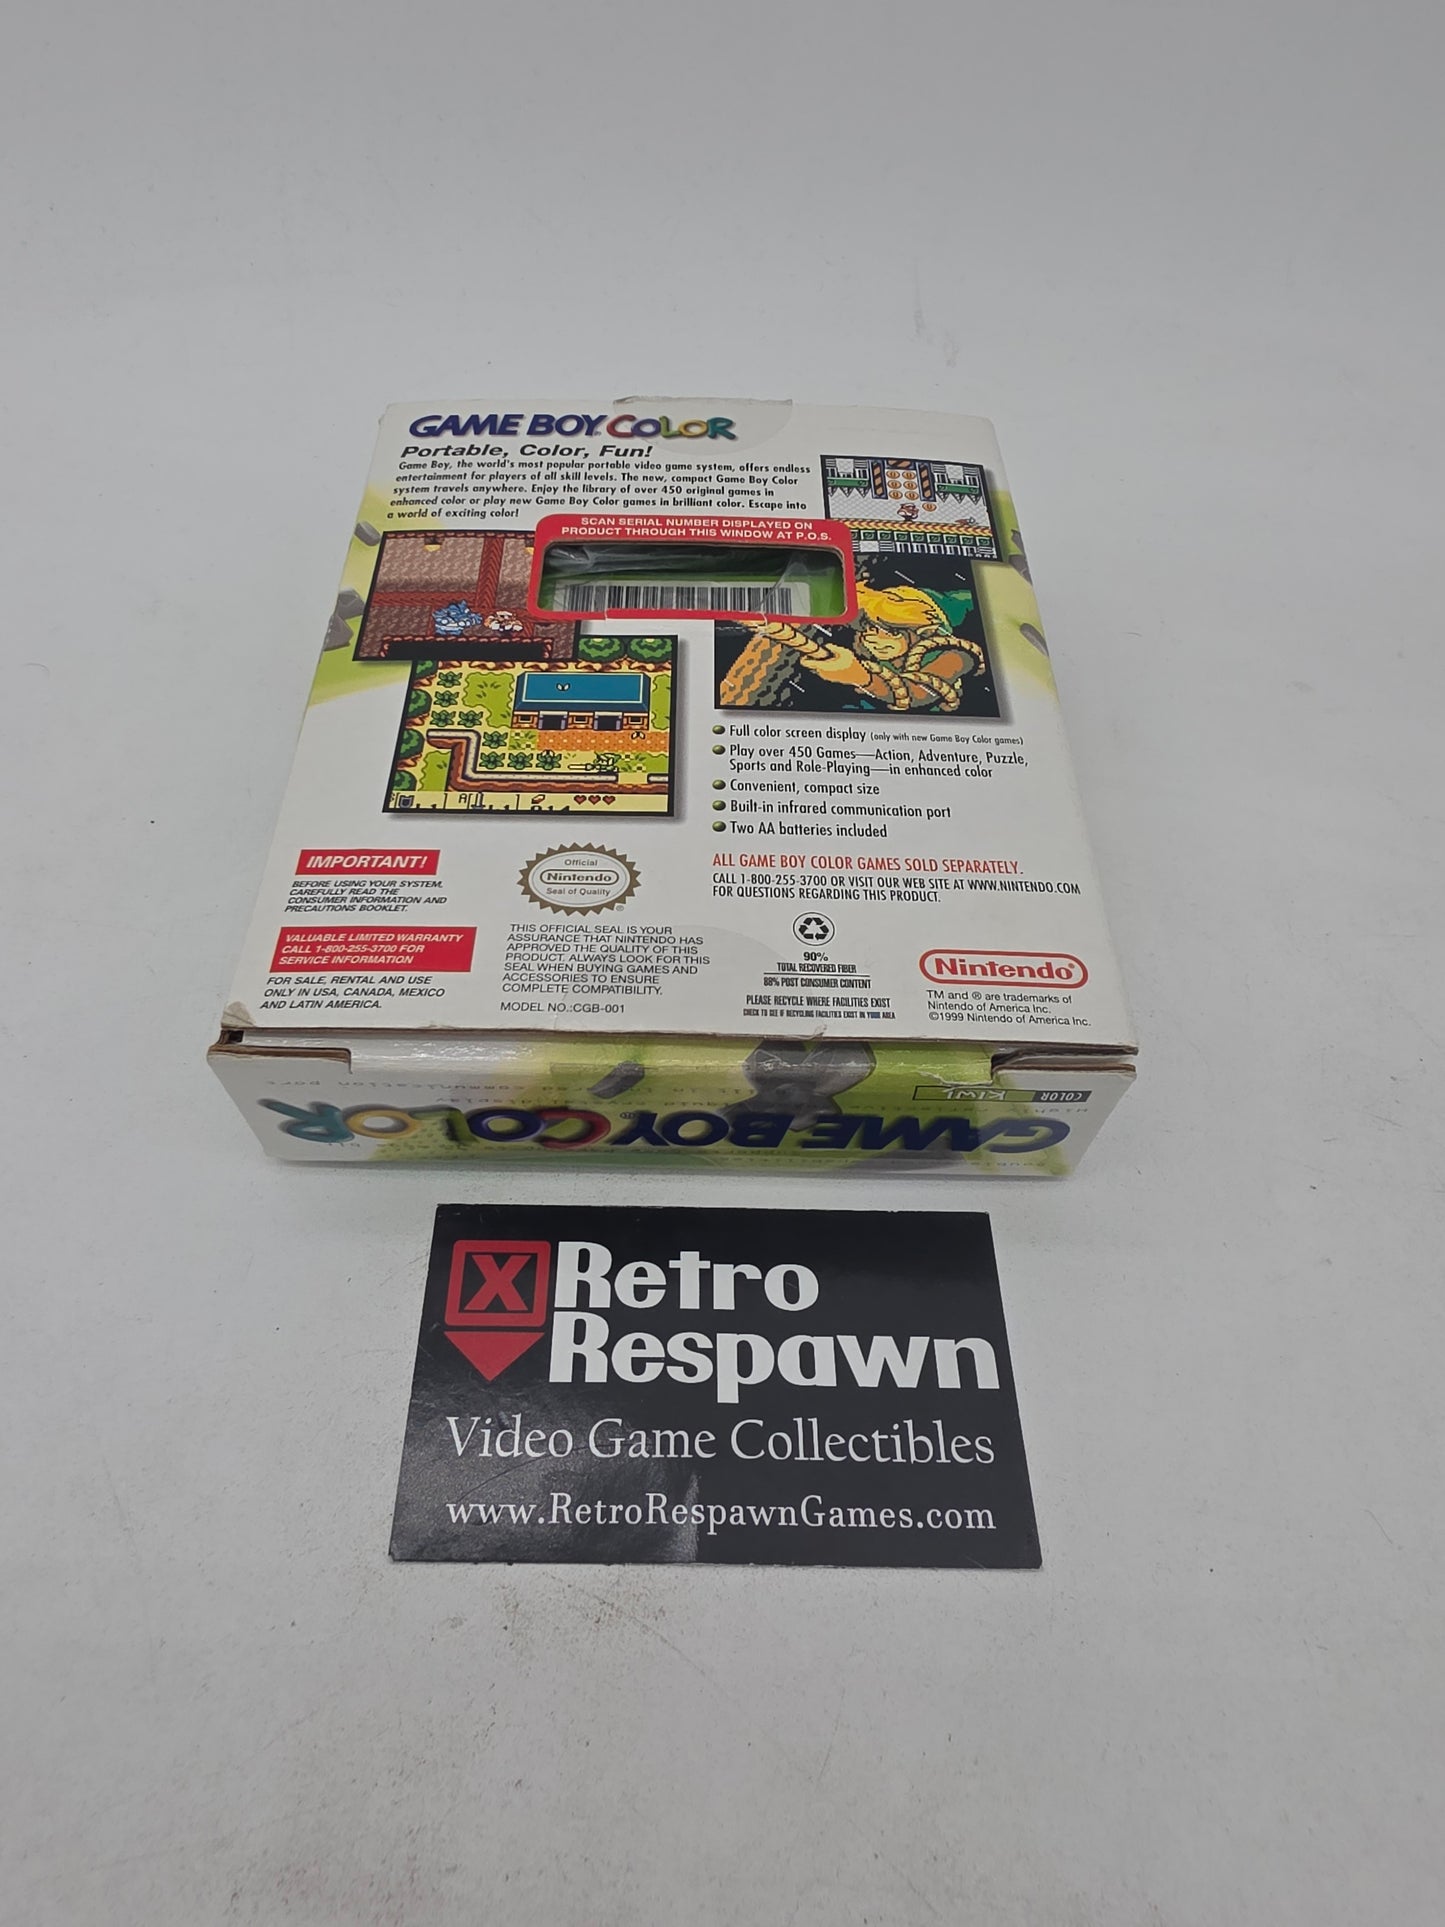 GAME BOY COLOR
Portable, Color, Fun!
Game Boy, the world's most popular portable video game system, offers endless
entertainment for players of all skill levels. The new, compact Game Boy Color
system travels anywhere. Enjoy the library of over 450 original games in
enhanced color or play new Game Boy Color games in brilliant color. Escape into
a world of exciting color!
SCAN SERIAL NUMBER DISPLAYED ON
PRODUCT THROUGH THIS WINDOW AT P.O.S.
Full color screen display (only with new Game Boy Color games)
Play over 450 Games—Action, Adventure, Puzzle,
Sports and Role-Playing—in enhanced color
Convenient, compact size
Built-in infrared communication port
Two AA batteries included
ALL GAME BOY COLOR GAMES SOLD SEPARATELY.
CALL 1-800-255-3700 OR VISIT OUR WEB SITE AT WWW.NINTENDO.COM
FOR QUESTIONS REGARDING THIS PRODUCT.
IMPORTANT!
BEFORE USING YOUR SYSTEM,
CAREFULLY READ THE
CONSUMER INFORMATION AND
PRECAUTIONS BOOKLET.
VALUABLE LIMITED WARRANTY
CALL 1-800-255-3700 FOR
SERVICE INFORMATION
FOR SALE, RENTAL AND USE
ONLY IN USA, CANADA, MEXICO
AND LATIN AMERICA.
Official
Nintendo
Seal of Quality
®
THIS OFFICIAL SEAL IS YOUR
ASSURANCE THAT NINTENDO HAS
APPROVED THE QUALITY OF THIS
PRODUCT. ALWAYS LOOK FOR THIS
SEAL WHEN BUYING GAMES AND
ACCESSORIES TO ENSURE
COMPLETE COMPATIBILITY.
MODEL NO.:CGB-001
90%
TOTAL RECOVERED FIBER
88% POST CONSUMER CONTENT
PLEASE RECYCLE WHERE FACILITIES EXIST
CHECK TO SEE IF RECYCLING FACILITIES EXIST IN YOUR AREA
Nintendo®
TM and ® are trademarks of
Nintendo of America Inc.
©1999 Nintendo of America Inc.
COLOR KIWI
GAME BOY COLOR
X Retro
Respawn
Video Game Collectibles
www.RetroRespawnGames.com